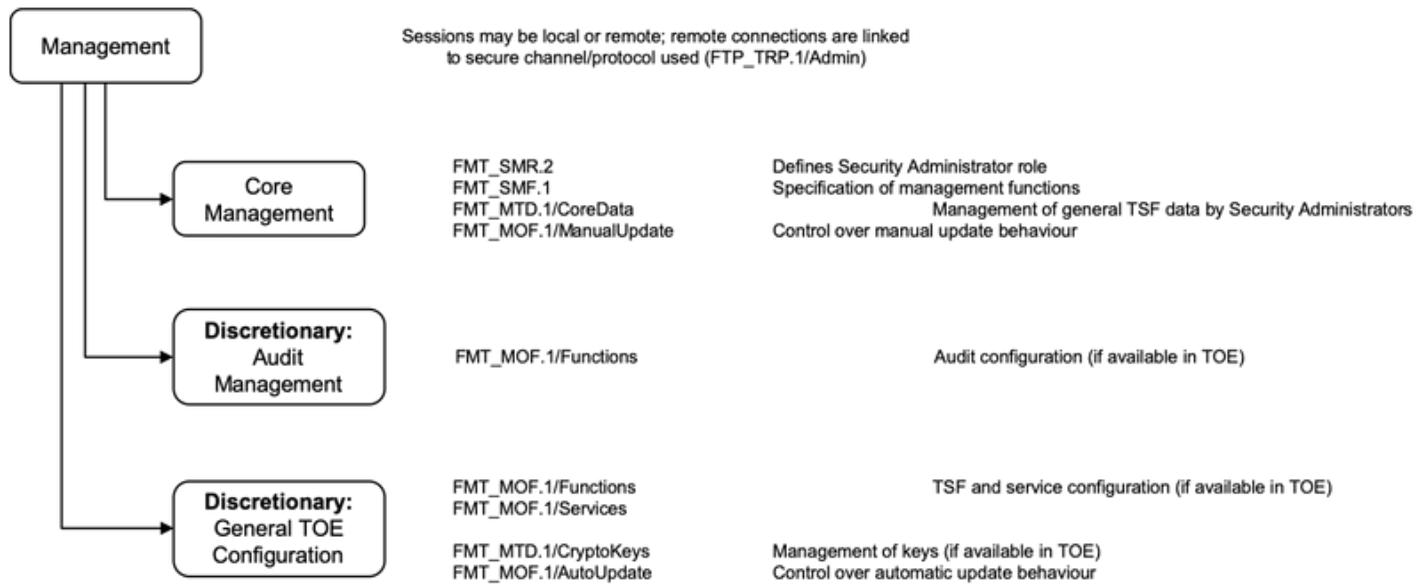 Management
Sessions may be local or remote; remote connections are linked
to secure channel/protocol used (FTP_TRP.1/Admin)
Core
Management
FMT_SMR.2 Defines Security Administrator role
FMT_SMF.1 Specification of management functions
FMT_MTD.1/CoreData Management of general TSF data by Security Administrators
FMT_MOF.1/ManualUpdate Control over manual update behaviour
Discretionary:
Audit
Management
FMT_MOF.1/Functions Audit configuration (if available in TOE)
Discretionary:
General TOE
Configuration
FMT_MOF.1/Functions TSF and service configuration (if available in TOE)
FMT_MOF.1/Services
FMT_MTD.1/CryptoKeys Management of keys (if available in TOE)
FMT_MOF.1/AutoUpdate Control over automatic update behaviour